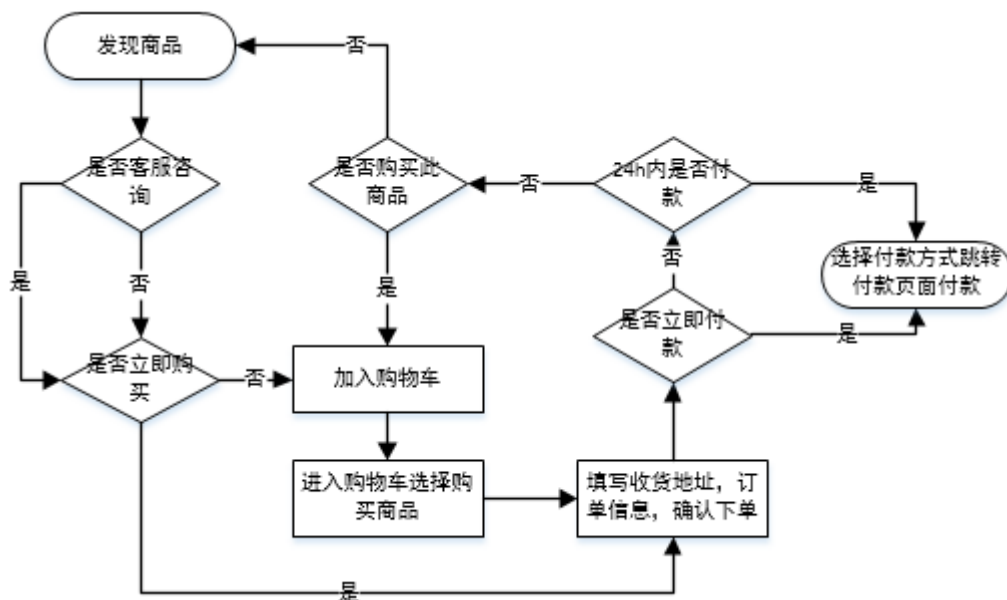 发现商品
否
是否客服咨
询
是否购买此
商品
否
24h内是否付
款
是
选择付款方式跳转
付款页面付款
是
否
是
否
是否立即付
款
是
是否立即购
买
否
加入购物车
进入购物车选择购
买商品
填写收货地址，订
单信息，确认下单
是